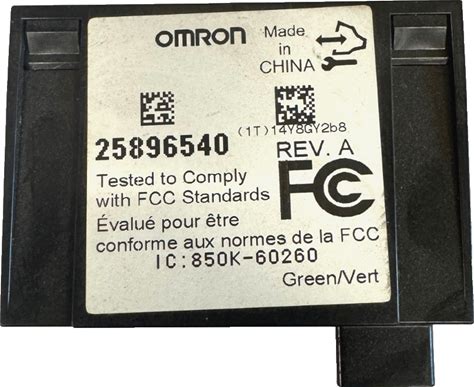 OMRON
Made
in
CHINA
(1T)14Y8GY2b8
25896540
REV. A
Tested to Comply
with FCC Standards
FC
Évalué pour être
conforme aux normes de la FCC
IC:850K-60260
Green/Vert